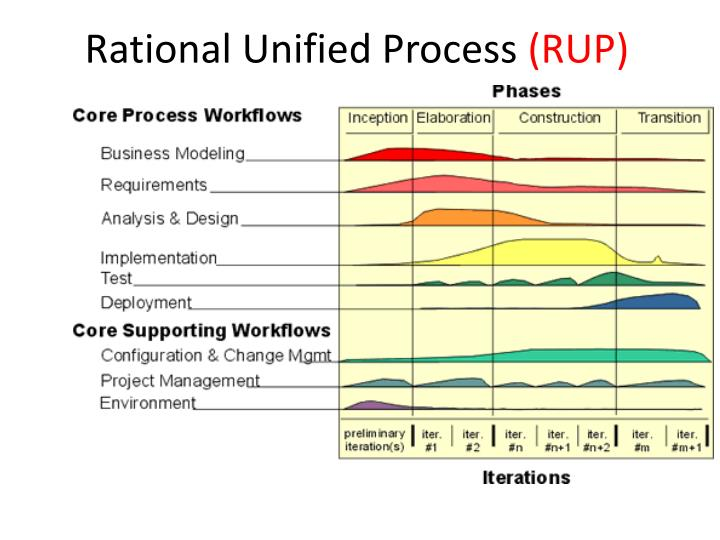 Rational Unified Process (RUP)
Phases
Core Process Workflows
Inception Elaboration Construction Transition
Business Modeling
Requirements
Analysis & Design
Implementation
Test
Deployment
Core Supporting Workflows
Configuration & Change Mgmt
Project Management
Environment
preliminary iteration(s)
iter. #1
iter. #2
iter. #n
iter. #n+1
iter. #n+2
iter. #m
iter. #m+1
Iterations